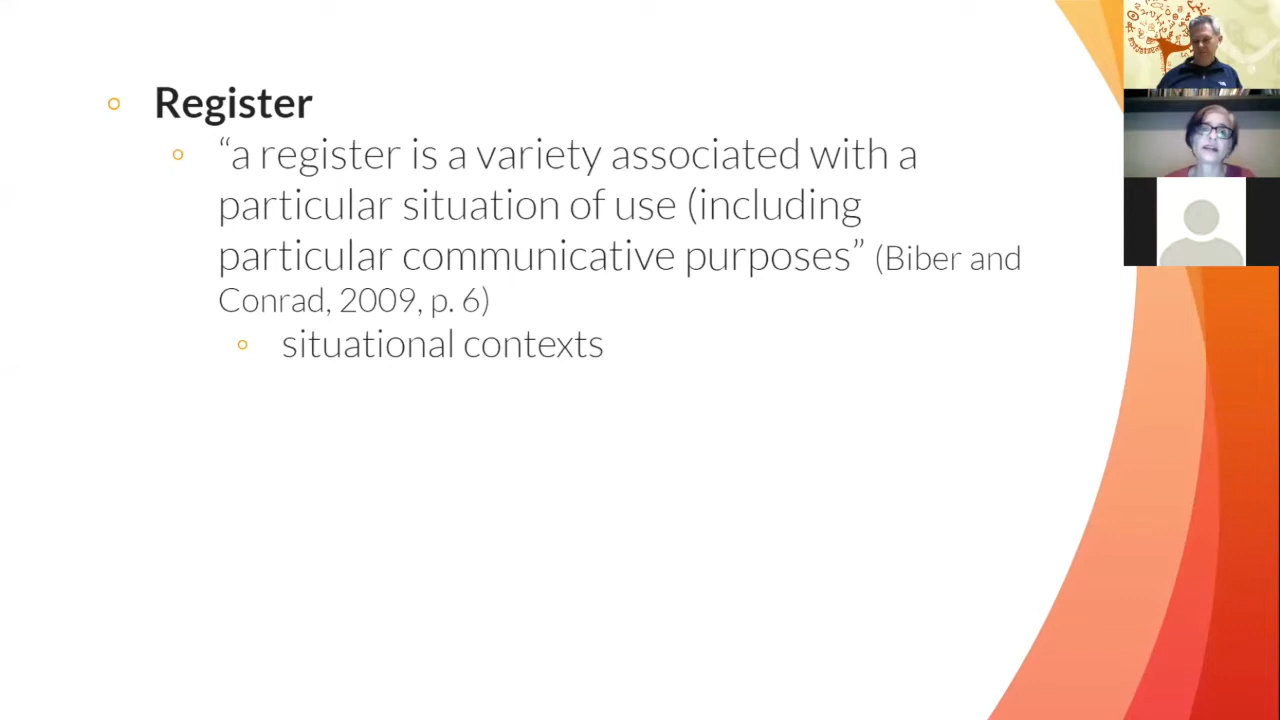 Register
“a register is a variety associated with a
particular situation of use (including
particular communicative purposes” (Biber and
Conrad, 2009, p. 6)
situational contexts